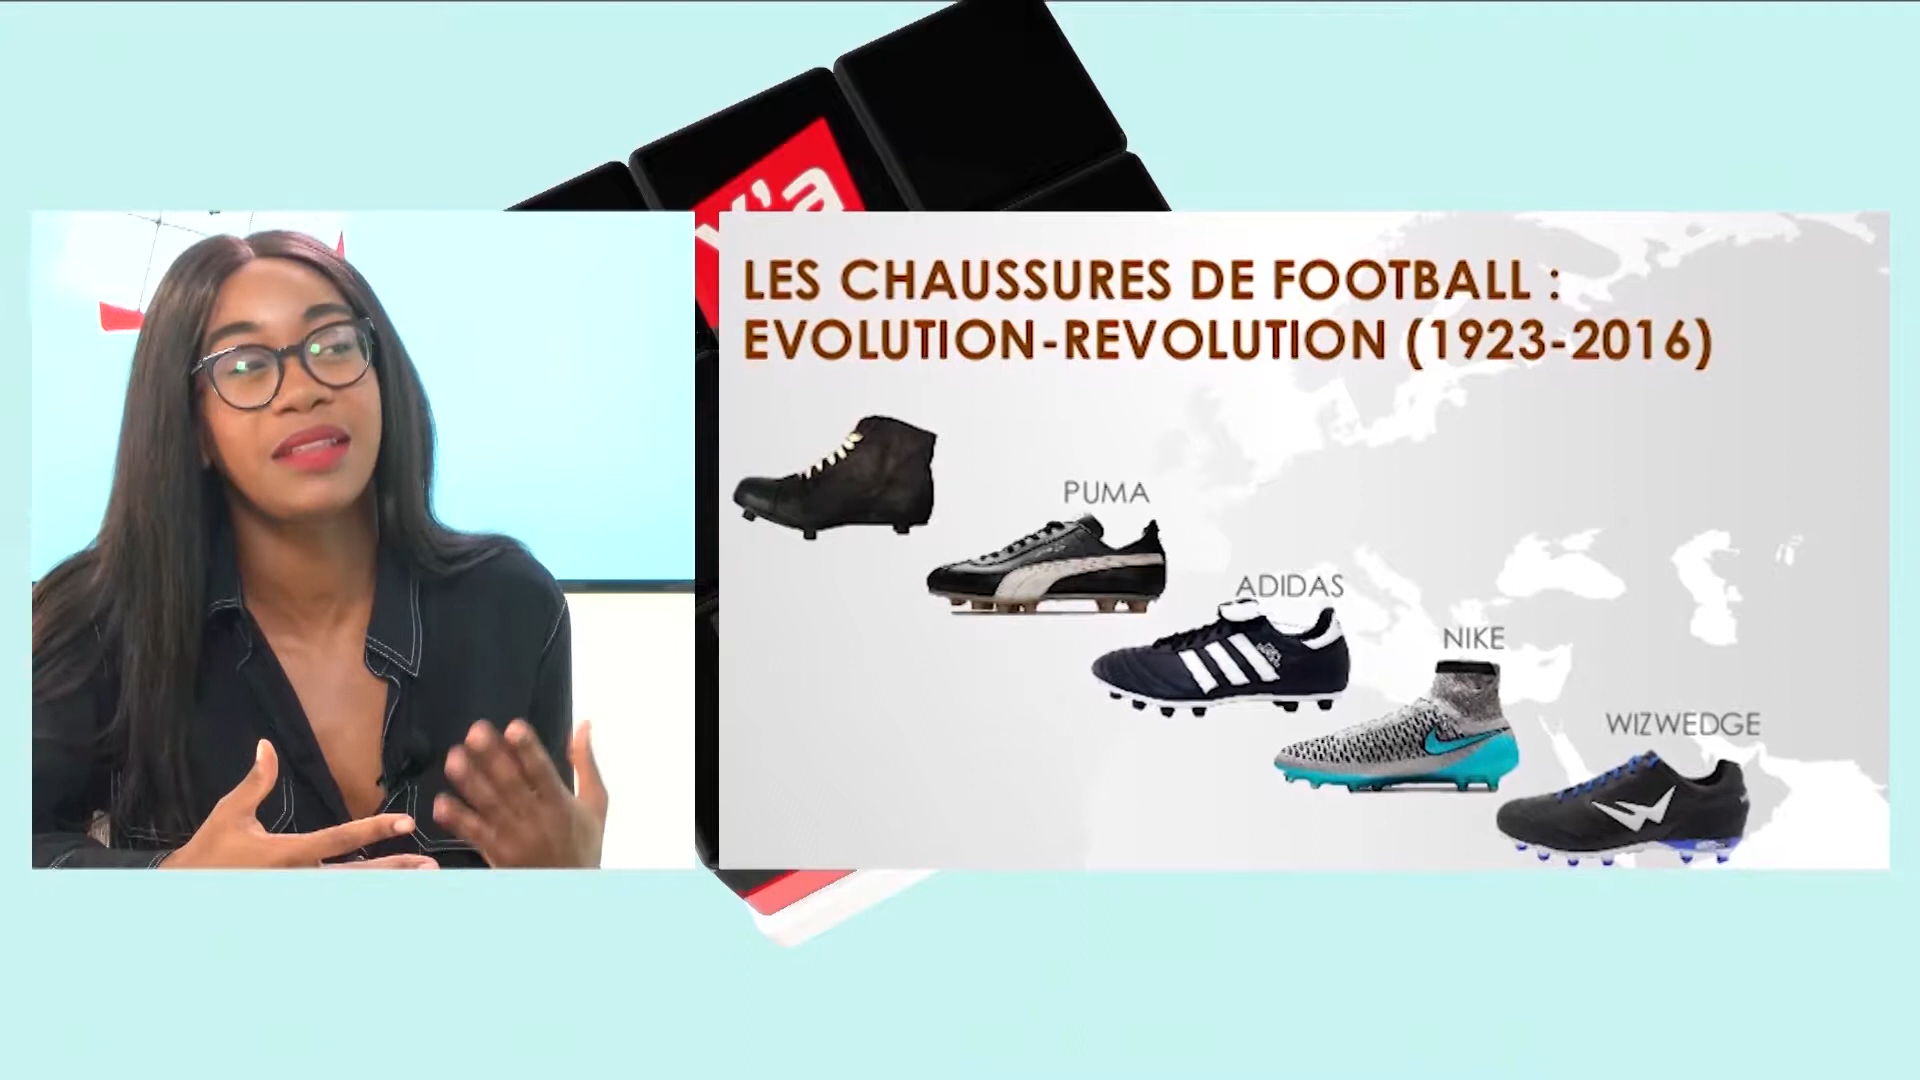 LES CHAUSSURES DE FOOTBALL :
EVOLUTION-REVOLUTION (1923-2016)
PUMA
ADIDAS
NIKE
WIZWEDGE